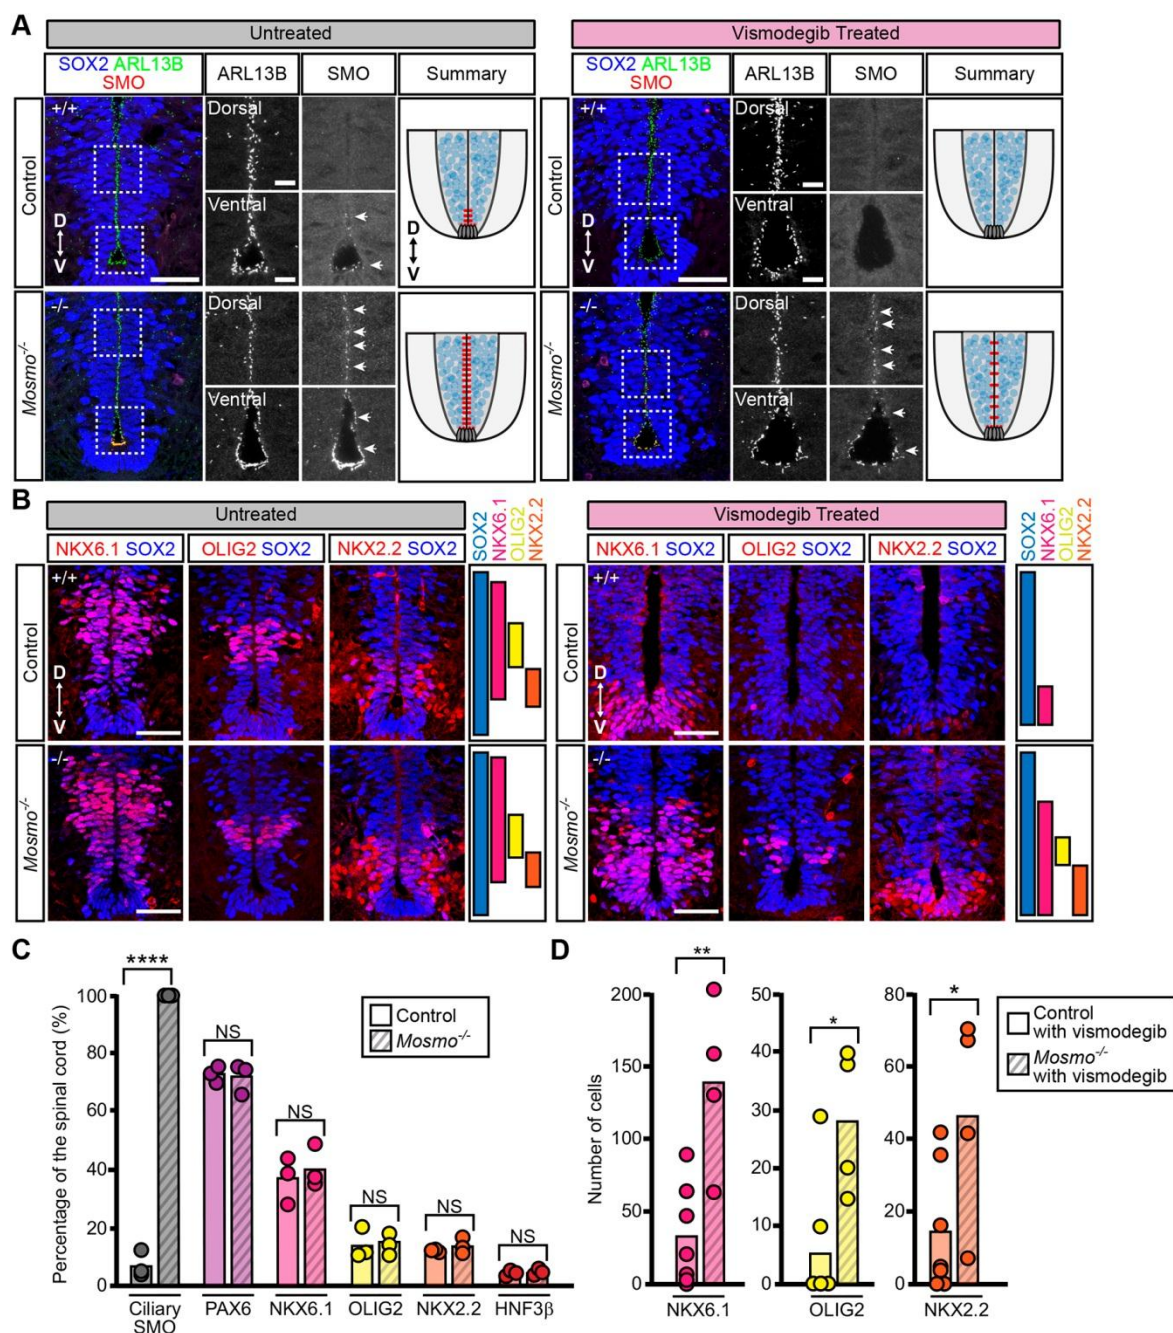 A
Untreated
Vismodegib Treated
SOX2 ARL13B
SMO
ARL13B
SMO
Summary
SOX2 ARL13B
SMO
ARL13B
SMO
Summary
Control
+/+
D
V
Dorsal
Ventral
D
V
Control
+/+
D
V
Dorsal
Ventral
Mosmo-/-
-/-
Dorsal
Ventral
Mosmo-/-
-/-
Dorsal
Ventral
B
Untreated
SOX2
NKX6.1
OLIG2
NKX2.2
Vismodegib Treated
SOX2
NKX6.1
OLIG2
NKX2.2
NKX6.1 SOX2
OLIG2 SOX2
NKX2.2 SOX2
NKX6.1 SOX2
OLIG2 SOX2
NKX2.2 SOX2
Control
+/+
D
V
Control
+/+
D
V
Mosmo-/-
-/-
Mosmo-/-
-/-
C
Percentage of the spinal cord (%)
100
80
60
40
20
0
****
NS
NS
NS
NS
NS
Control
Mosmo-/-
Ciliary
SMO
PAX6
NKX6.1
OLIG2
NKX2.2
HNF3β
D
Number of cells
200
150
100
50
0
**
NKX6.1
50
40
30
20
10
0
*
OLIG2
80
60
40
20
0
*
NKX2.2
Control
with vismodegib
Mosmo-/-
with vismodegib